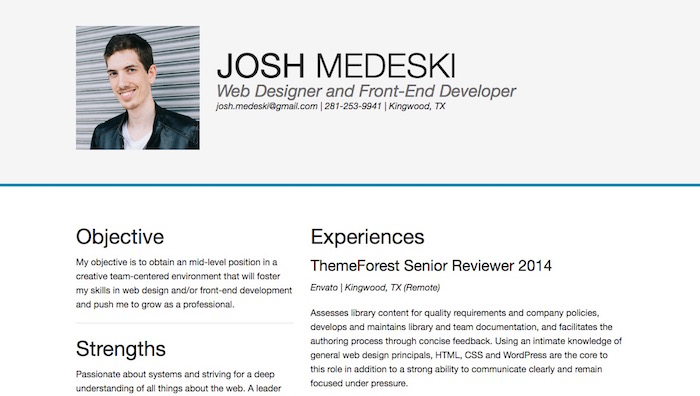 JOSH MEDESKI
Web Designer and Front-End Developer
josh.medeski@gmail.com | 281-253-9941 | Kingwood, TX
Objective
My objective is to obtain an mid-level position in a
creative team-centered environment that will foster
my skills in web design and/or front-end development
and push me to grow as a professional.
Strengths
Passionate about systems and striving for a deep
understanding of all things about the web. A leader
Experiences
ThemeForest Senior Reviewer 2014
Envato | Kingwood, TX (Remote)
Assesses library content for quality requirements and company policies,
develops and maintains library and team documentation, and facilitates the
authoring process through concise feedback. Using an intimate knowledge of
general web design principals, HTML, CSS and WordPress are the core to
this role in addition to a strong ability to communicate clearly and remain
focused under pressure.